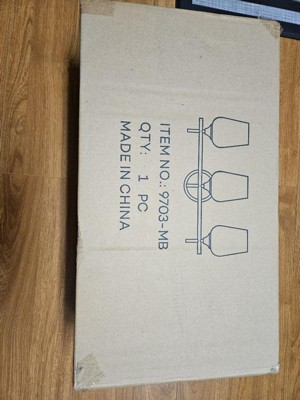 ITEM NO.: 9703-MB
QTY: 1 PC
MADE IN CHINA